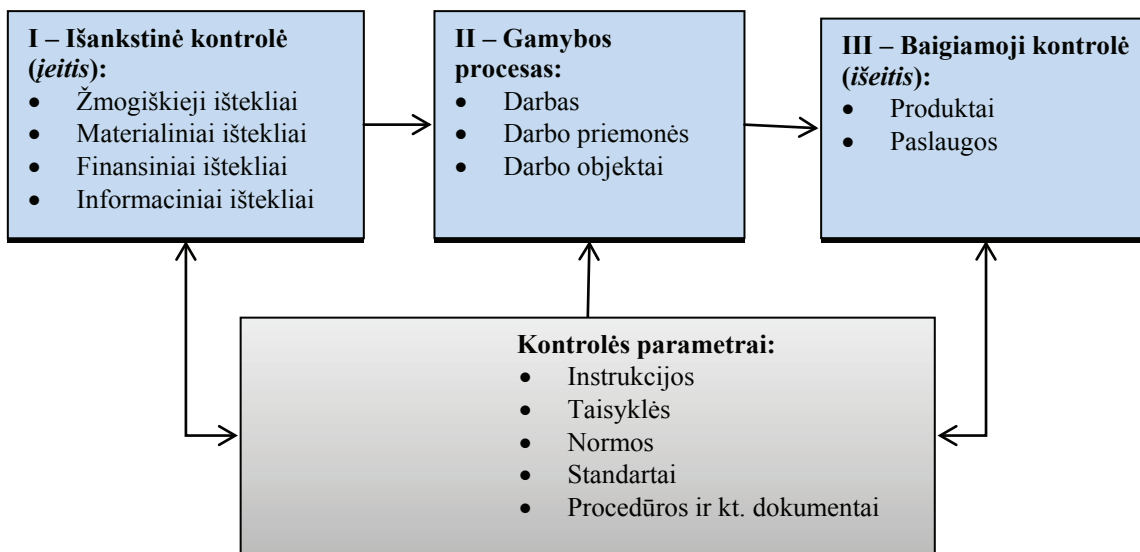 I – Išankstinė kontrolė
(įeitis):
• Žmogiškieji ištekliai
• Materialiniai ištekliai
• Finansiniai ištekliai
• Informaciniai ištekliai
II – Gamybos
procesas:
• Darbas
• Darbo priemonės
• Darbo objektai
III – Baigiamoji kontrolė
(išeitis):
• Produktai
• Paslaugos
Kontrolės parametrai:
• Instrukcijos
• Taisyklės
• Normos
• Standartai
• Procedūros ir kt. dokumentai